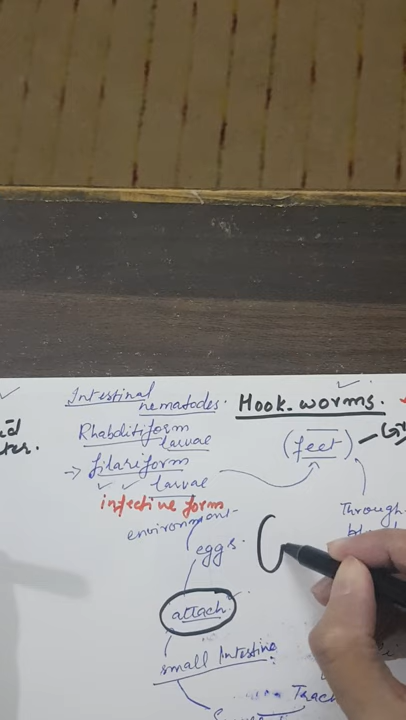 Intestinal
nematodes.
Hook-worms.
Rhabditiform
larvae
(feet)
→ filariform
larvae
infective form
environment-
Through
eggs.
attach
small Intestine
Trach